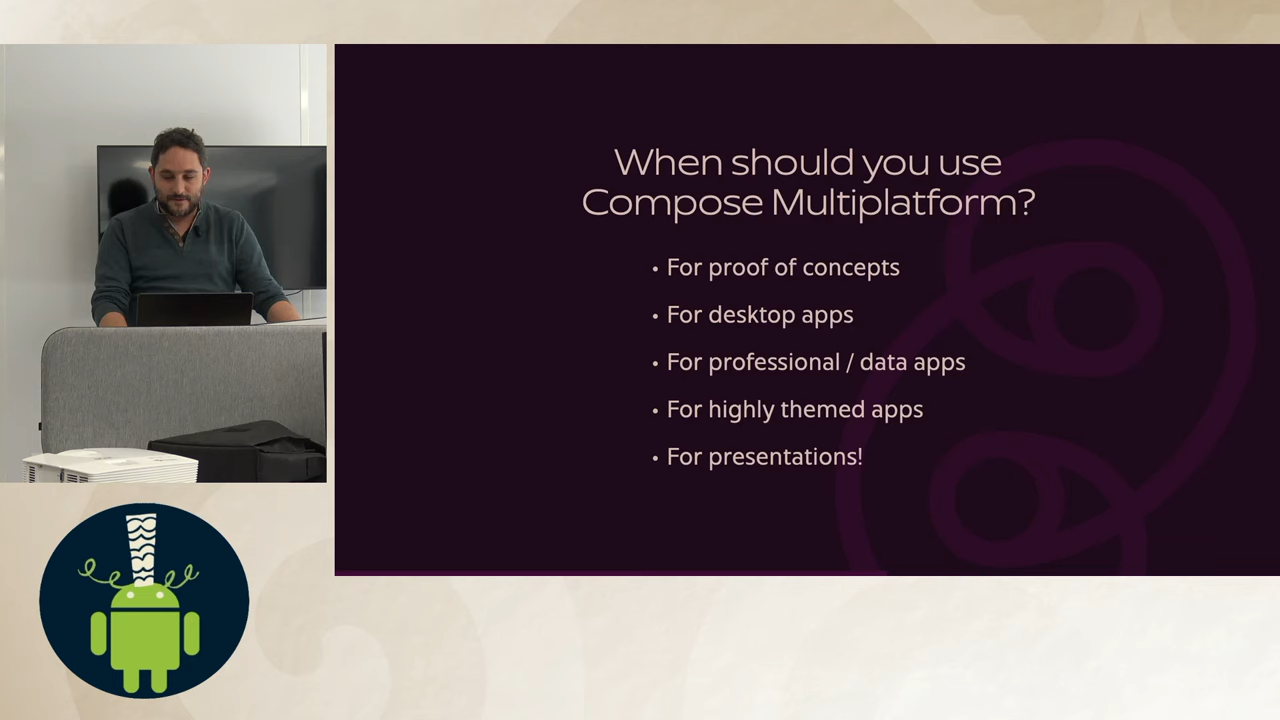 When should you use
Compose Multiplatform?
• For proof of concepts
• For desktop apps
• For professional / data apps
• For highly themed apps
• For presentations!